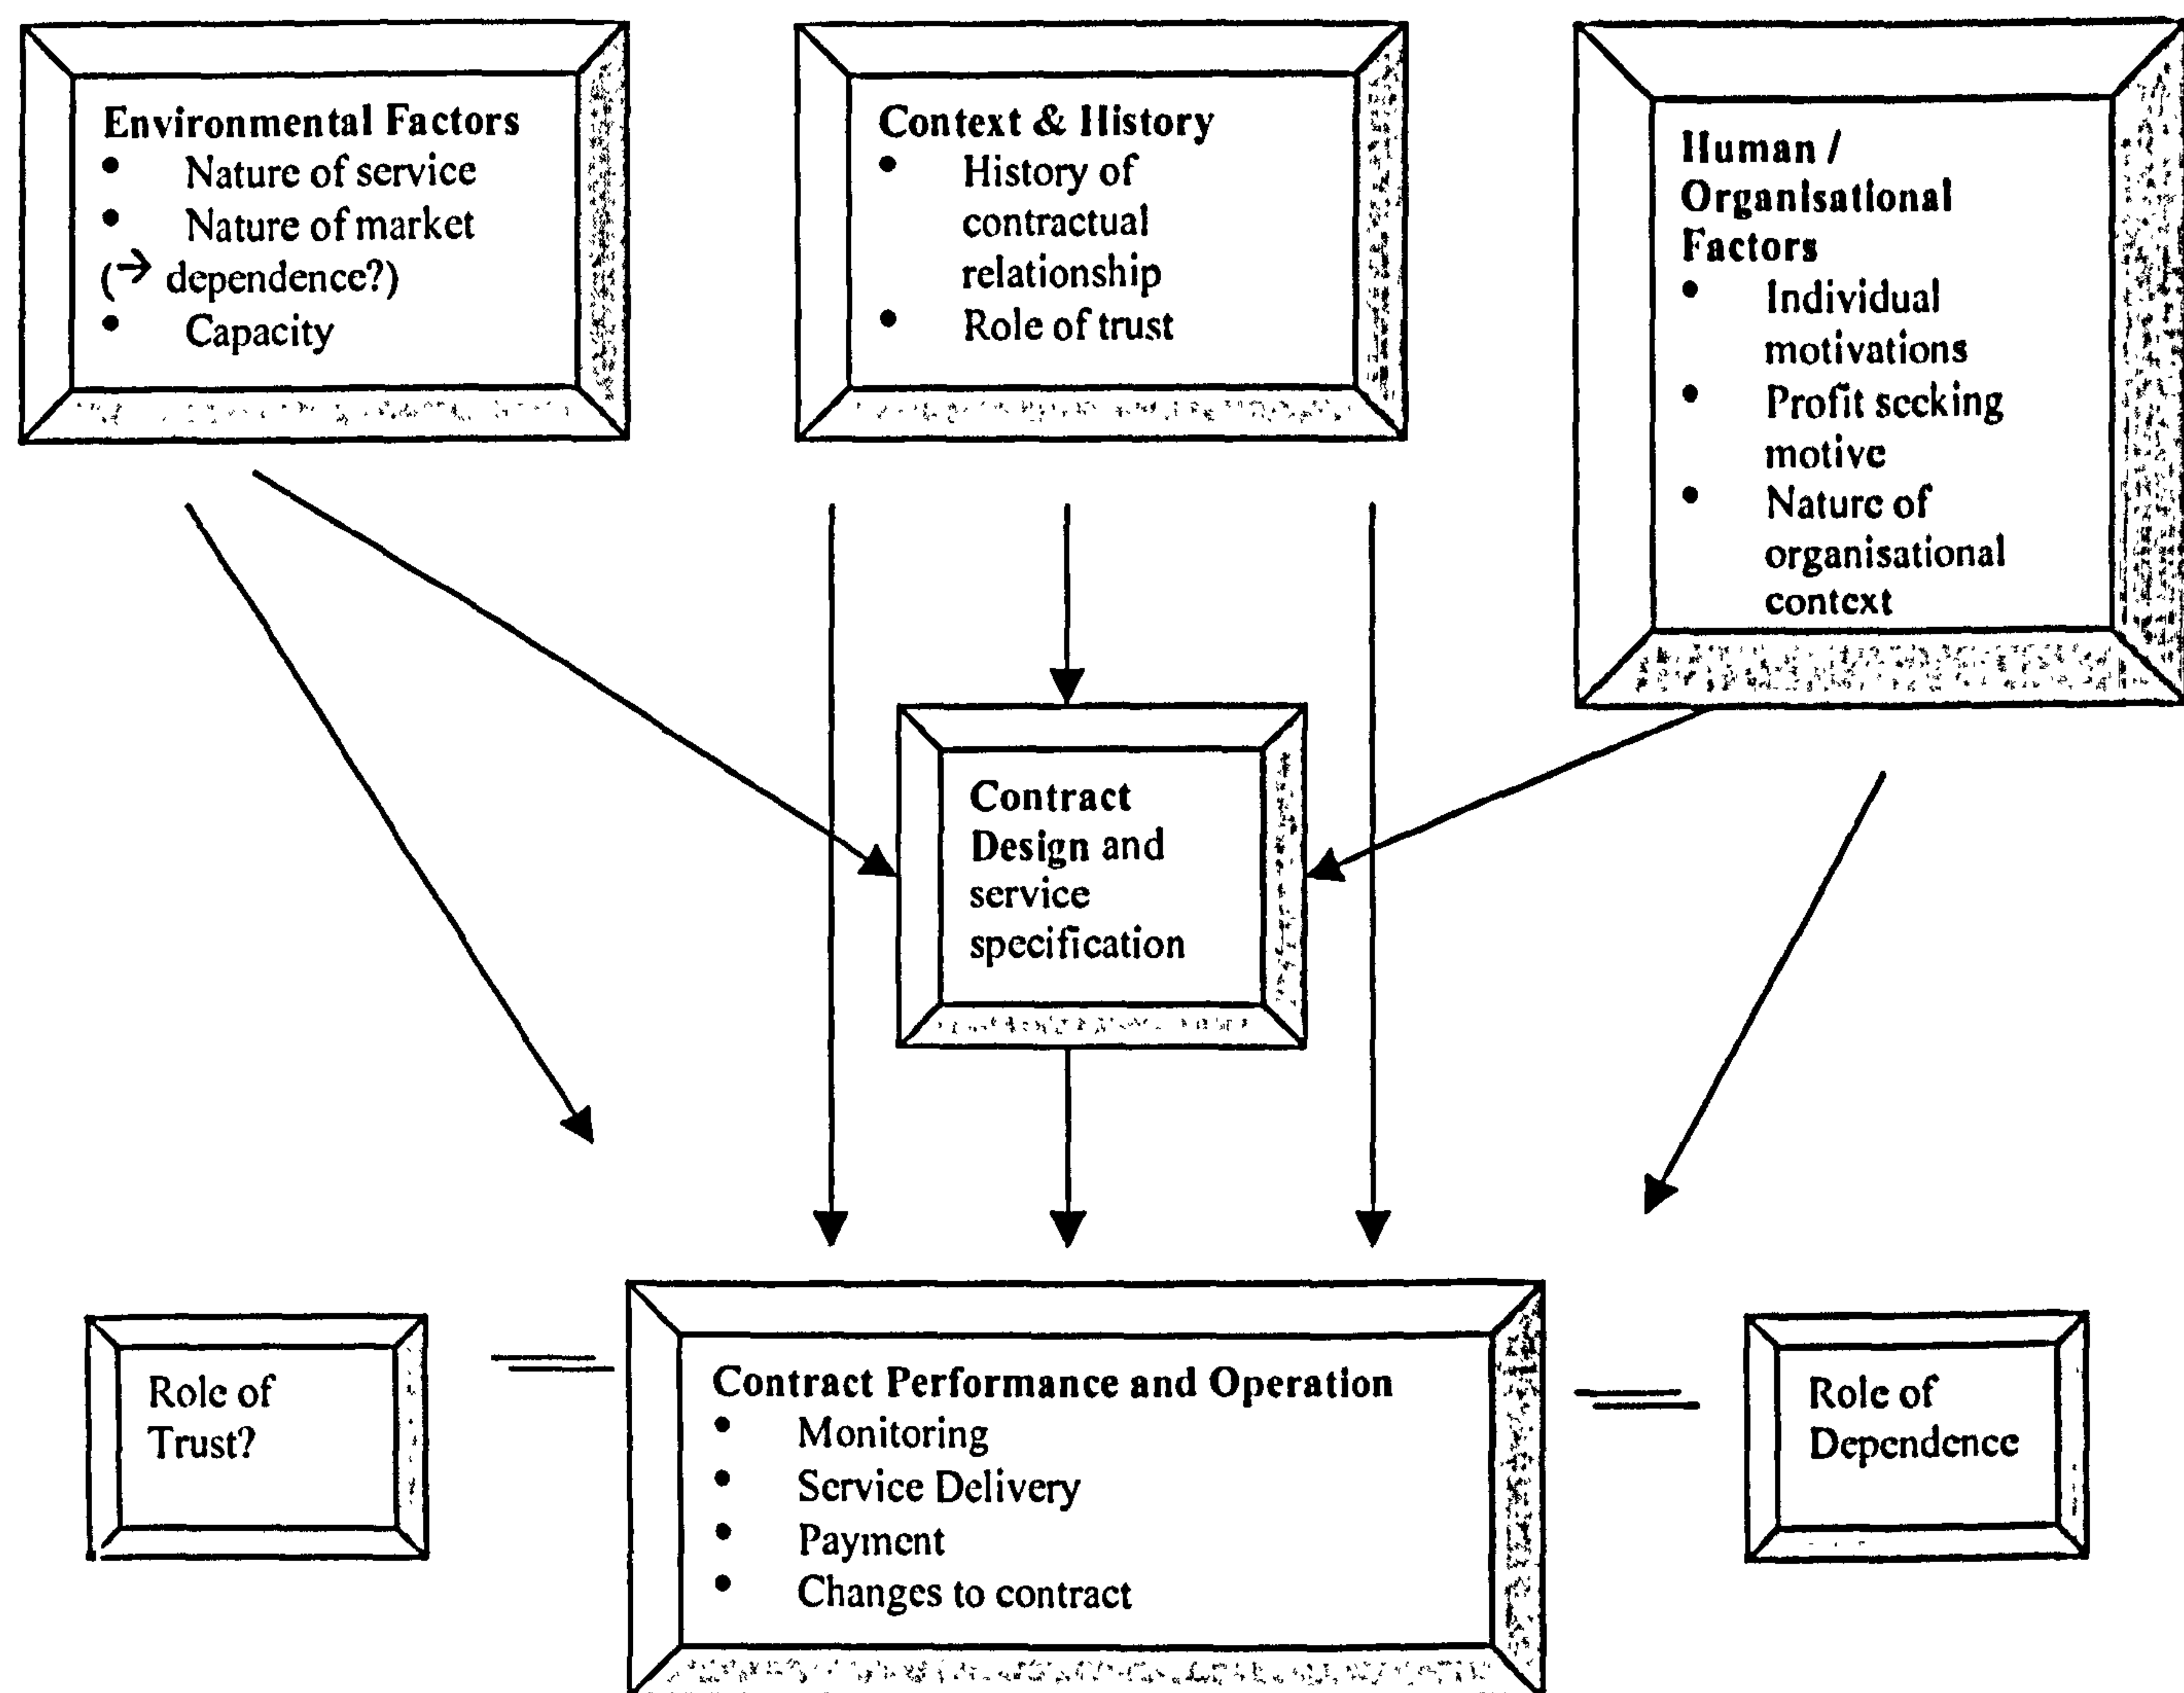 Environmental Factors
• Nature of service
• Nature of market
(→ dependence?)
• Capacity
Context & History
• History of
contractual
relationship
• Role of trust
Human /
Organisational
Factors
• Individual
motivations
• Profit seeking
motive
• Nature of
organisational
context
Contract
Design and
service
specification
Role of
Trust?
Contract Performance and Operation
• Monitoring
• Service Delivery
• Payment
• Changes to contract
Role of
Dependence